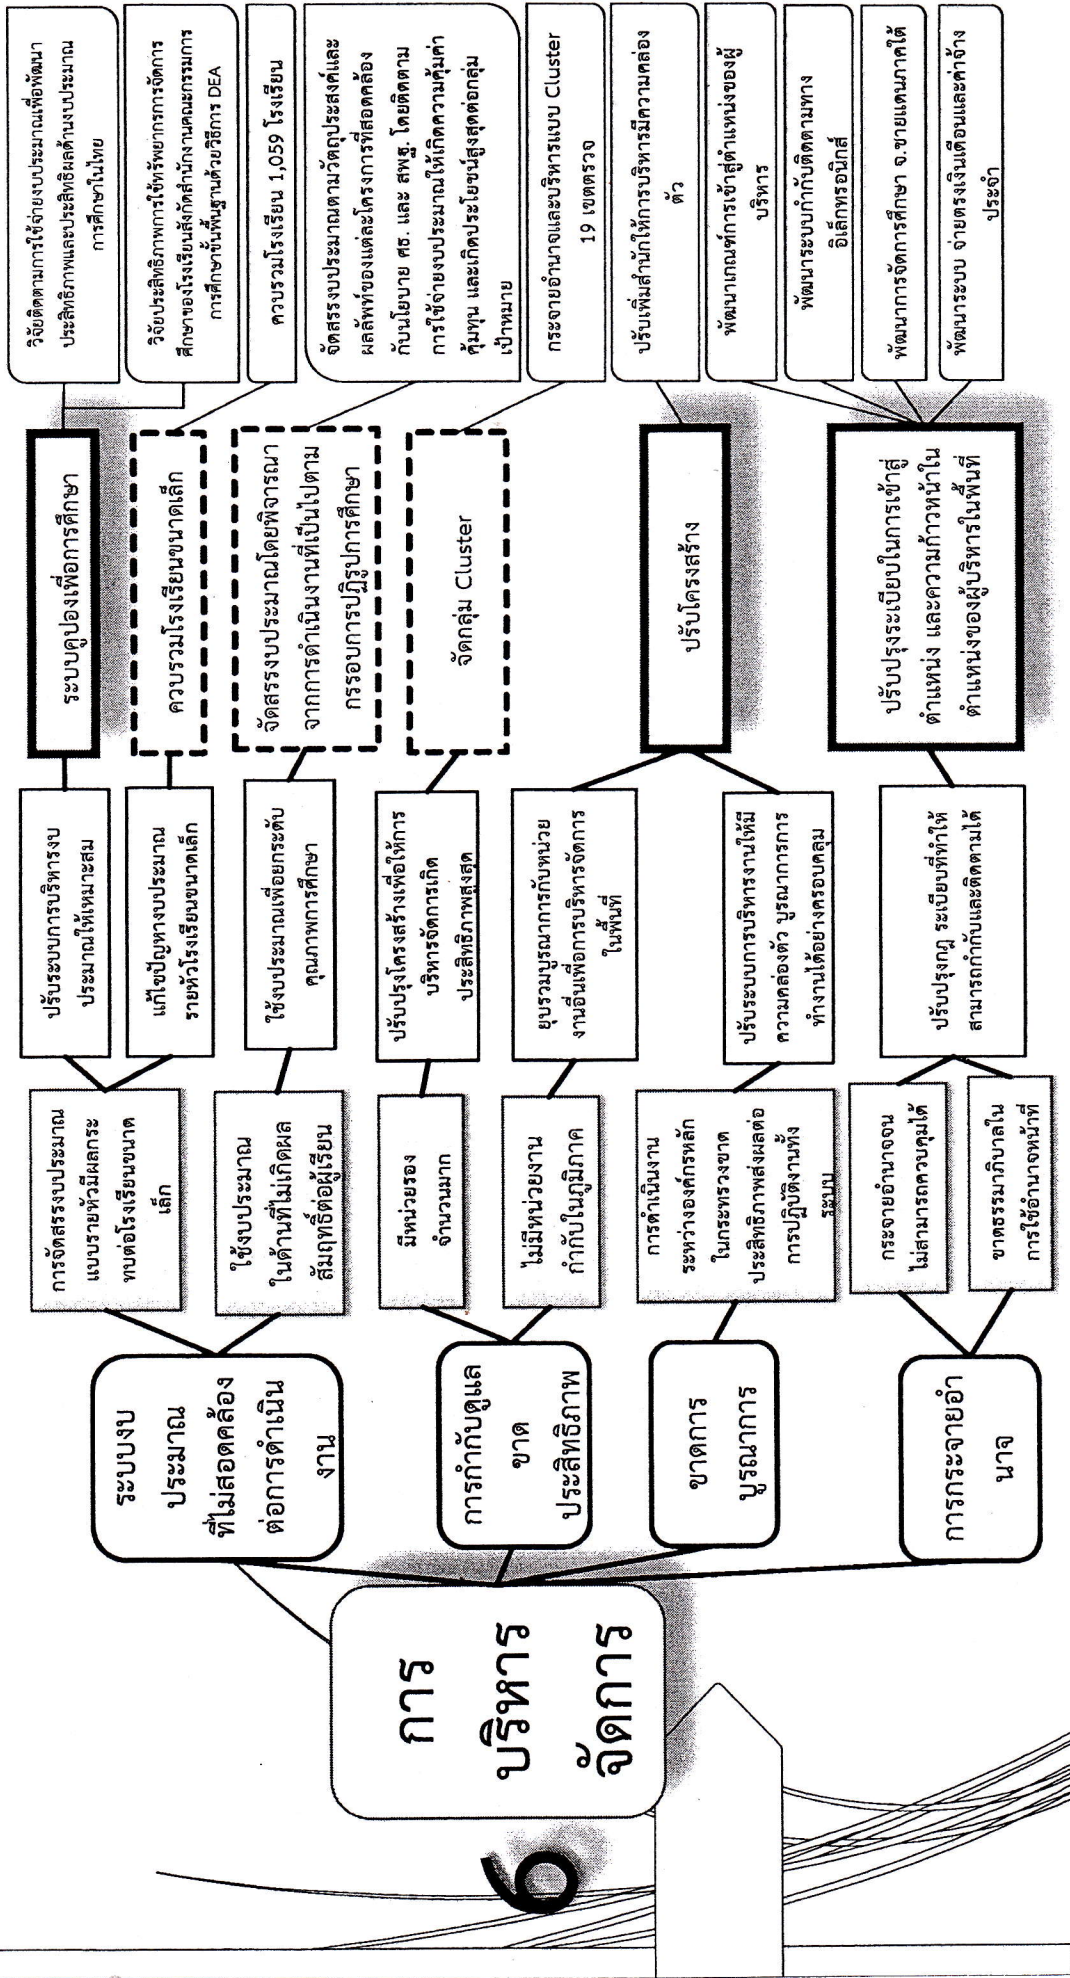 6
การ
บริหาร
จัดการ
ระบบงบ
ประมาณ
ที่ไม่สอดคล้อง
ต่อการดำเนิน
งาน
การกำกับดูแล
ขาด
ประสิทธิภาพ
ขาดการ
บูรณาการ
การกระจายอำ
นาจ
การจัดสรรงบประมาณ
แบบรายหัวมีผลกระ
ทบต่อโรงเรียนขนาด
เล็ก
ใช้งบประมาณ
ในด้านที่ไม่เกิดผล
สัมฤทธิ์ต่อผู้เรียน
มีหน่วยรอง
จำนวนมาก
ไม่มีหน่วยงาน
กำกับในภูมิภาค
การดำเนินงาน
ระหว่างองค์กรหลัก
ในกระทรวงขาด
ประสิทธิภาพส่งผลต่อ
การปฏิบัติงานทั้ง
ระบบ
กระจายอำนาจจน
ไม่สามารถควบคุมได้
ขาดธรรมาภิบาลใน
การใช้อำนาจหน้าที่
ปรับระบบการบริหารงบ
ประมาณให้เหมาะสม
แก้ไขปัญหางบประมาณ
รายหัวโรงเรียนขนาดเล็ก
ใช้งบประมาณเพื่อยกระดับ
คุณภาพการศึกษา
ปรับปรุงโครงสร้างเพื่อให้การ
บริหารจัดการเกิด
ประสิทธิภาพสูงสุด
ยุบรวมบูรณาการกับหน่วย
งานอื่นเพื่อการบริหารจัดการ
ในพื้นที่
ปรับระบบการบริหารงานให้มี
ความคล่องตัว บูรณาการการ
ทำงานได้อย่างครอบคลุม
ปรับปรุงกฎ ระเบียบที่ทำให้
สามารถกำกับและติดตามได้
ระบบคูปองเพื่อการศึกษา
ควบรวมโรงเรียนขนาดเล็ก
จัดสรรงบประมาณโดยพิจารณา
จากการดำเนินงานที่เป็นไปตาม
กรอบการปฏิรูปการศึกษา
จัดกลุ่ม Cluster
ปรับโครงสร้าง
ปรับปรุงระเบียบในการเข้าสู่
ตำแหน่ง และความก้าวหน้าใน
ตำแหน่งของผู้บริหารในพื้นที่
วิจัยติดตามการใช้จ่ายงบประมาณเพื่อพัฒนา
ประสิทธิภาพและประสิทธิผลด้านงบประมาณ
การศึกษาในไทย
วิจัยประสิทธิภาพการใช้ทรัพยากรการจัดการ
ศึกษาของโรงเรียนสังกัดสำนักงานคณะกรรมการ
การศึกษาขั้นพื้นฐานด้วยวิธีการ DEA
ควบรวมโรงเรียน 1,059 โรงเรียน
จัดสรรงบประมาณตามวัตถุประสงค์และ
ผลลัพท์ของแต่ละโครงการที่สอดคล้อง
กับนโยบาย ศธ. และ สพฐ. โดยติดตาม
การใช้จ่ายงบประมาณให้เกิดความคุ้มค่า
คุ้มทุน และเกิดประโยชน์สูงสุดต่อกลุ่ม
เป้าหมาย
กระจายอำนาจและบริหารแบบ Cluster
19 เขตตรวจ
ปรับเพิ่มสำนักให้การบริหารมีความคล่อง
ตัว
พัฒนาเกณฑ์การเข้าสู่ตำแหน่งของผู้
บริหาร
พัฒนาระบบกำกับติดตามทาง
อิเล็กทรอนิกส์
พัฒนาการจัดการศึกษา จ.ชายแดนภาคใต้
พัฒนาระบบ จ่ายตรงเงินเดือนและค่าจ้าง
ประจำ